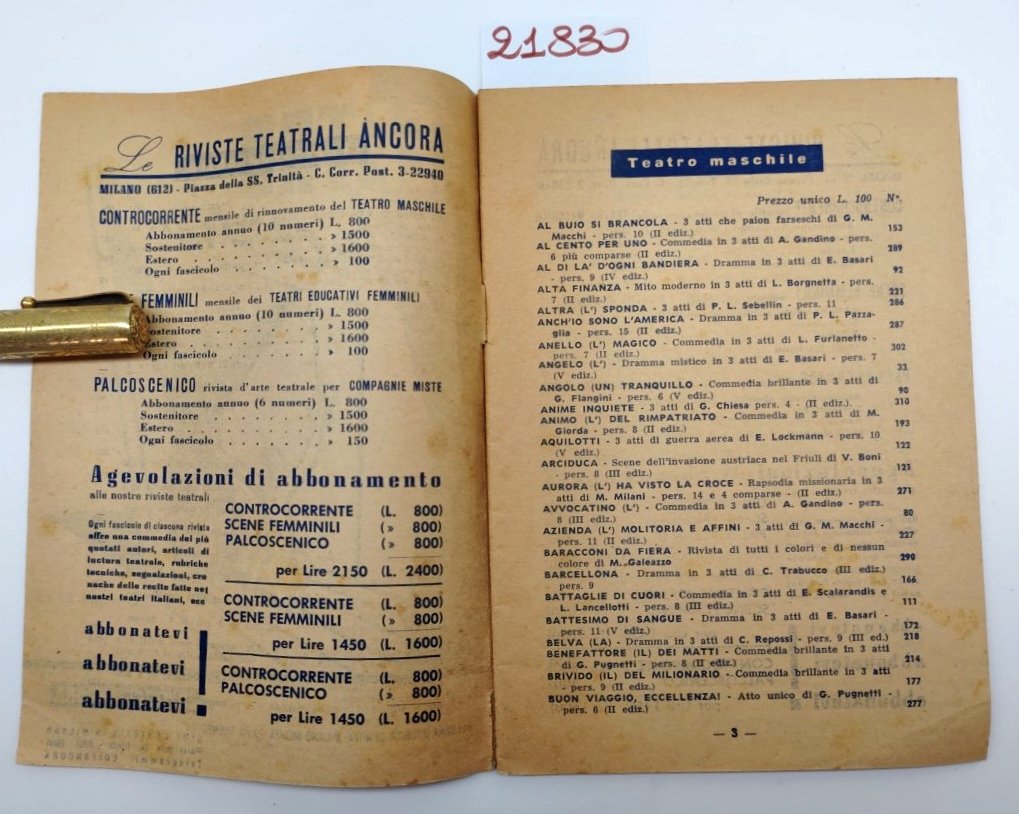 21830
Le RIVISTE TEATRALI ÀNCORA
MILANO (612) - Piazza della SS. Trinità - C. Corr. Post. 3-22940
CONTROCORRENTE mensile di rinnovamento del TEATRO MASCHILE
Abbonamento annuo (10 numeri) L. 800
Sostenitore . . . . . . » 1500
Estero . . . . . . . . » 1600
Ogni fascicolo . . . . . » 100
FEMMINILI mensile dei TEATRI EDUCATIVI FEMMINILI
Abbonamento annuo (10 numeri) L. 800
Sostenitore . . . . . . » 1500
Estero . . . . . . . . » 1600
Ogni fascicolo . . . . . » 100
PALCOSCENICO rivista d'arte teatrale per COMPAGNIE MISTE
Abbonamento annuo (6 numeri) L. 800
Sostenitore . . . . . . » 1500
Estero . . . . . . . . » 1600
Ogni fascicolo . . . . . » 150
Agevolazioni di abbonamento
alle nostre riviste teatrali
Ogni fascicolo di ciascuna rivista
offre una commedia dei più
quotati autori, articoli di
lectura teatrale, rubriche
tecniche, segnalazioni, cro
nache delle recite fatte nei
nostri teatri italiani, ecc
abbonatevi
abbonatevi
abbonatevi !
CONTROCORRENTE (L. 800)
SCENE FEMMINILI (» 800)
PALCOSCENICO (» 800)
per Lire 2150 (L. 2400)
CONTROCORRENTE (L. 800)
SCENE FEMMINILI (» 800)
per Lire 1450 (L. 1600)
CONTROCORRENTE (L. 800)
PALCOSCENICO (» 800)
per Lire 1450 (L. 1600)
Teatro maschile
Prezzo unico L. 100 N°.
AL BUIO SI BRANCOLA - 3 atti che paion farseschi di G. M.
Macchi - pers. 10 (II ediz.) 153
AL CENTO PER UNO - Commedia in 3 atti di A. Gandino - pers.
6 più comparse (II ediz.) 289
AL DI LA' D'OGNI BANDIERA - Dramma in 3 atti di E. Basari
- pers. 9 (IV ediz.) 92
ALTA FINANZA - Mito moderno in 3 atti di L. Borgnetta - pers.
7 (II ediz.) 221
ALTRA (L') SPONDA - 3 atti di P. L. Sebellin - pers. 11 286
ANCH'IO SONO L'AMERICA - Dramma in 3 atti di P. L. Pazza-
glia - pers. 15 (II ediz.) 287
ANELLO (L') MAGICO - Commedia in 3 atti di L. Furlanetto -
pers. 7 (II ediz.) 302
ANGELO (L') - Dramma mistico in 3 atti di E. Basari - pers. 7
(V ediz.) 33
ANGOLO (UN) TRANQUILLO - Commedia brillante in 3 atti di
G. Flangini - pers. 6 (V ediz.) 90
ANIME INQUIETE - 3 atti di G. Chiesa pers. 4 - (II ediz.) 310
ANIMO (L') DEL RIMPATRIATO - Commedia in 3 atti di M.
Giorda - pers. 8 (II ediz.) 193
AQUILOTTI - 3 atti di guerra aerea di E. Lockmann - pers. 10
(V ediz.) 122
ARCIDUCA - Scene dell'invasione austriaca nel Friuli di V. Boni
- pers. 8 (III ediz.) 121
AURORA (L') HA VISTO LA CROCE - Rapsodia missionaria in 3
atti di M. Milani - pers. 14 e 4 comparse - (II ediz.) 271
AVVOCATINO (L') - Commedia in 3 atti di A. Gandino - pers.
8 (III ediz.) 80
AZIENDA (L') MOLITORIA E AFFINI - 3 atti di G. M. Macchi -
pers. 11 (II ediz.) 227
BARACCONI DA FIERA - Rivista di tutti i colori e di nessun
colore di M. Galeazzo 290
BARCELLONA - Dramma in 3 atti di C. Trabucco (III ediz.)
- pers. 9 166
BATTAGLIE DI CUORI - Commedia in 3 atti di E. Scalarandis e
L. Lancellotti - pers. 8 (III ediz.) 111
BATTESIMO DI SANGUE - Dramma in 3 atti di E. Basari -
pers. 11 (V ediz.) 172
BELVA (LA) - Dramma in 3 atti di C. Repossi - pers. 9 (III ed.) 218
BENEFATTORE (IL) DEI MATTI - Commedia brillante in 3 atti
di G. Pugnetti - pers. 8 (II ediz.) 214
BRIVIDO (IL) DEL MILIONARIO - Commedia brillante in 3 atti
- pers. 9 (II ediz.) 177
BUON VIAGGIO, ECCELLENZA! - Atto unico di G. Pugnetti -
pers. 6 (II ediz.) 277
— 3 —